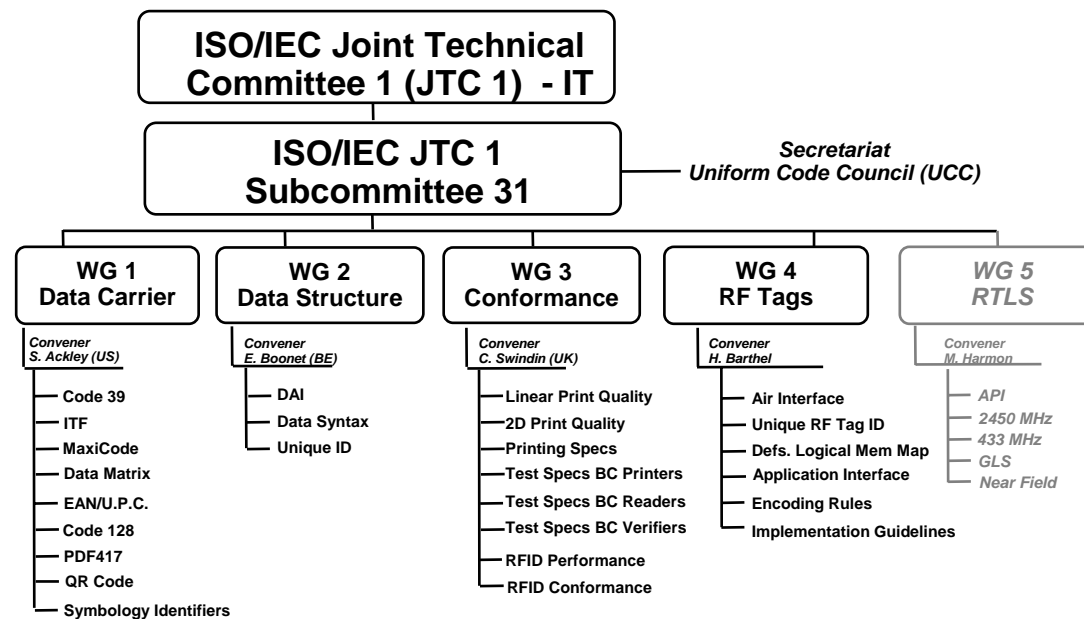 ISO/IEC Joint Technical
Committee 1 (JTC 1)  - IT
ISO/IEC JTC 1
Subcommittee 31
Secretariat
Uniform Code Council (UCC)
WG 1
Data Carrier
Convener
S. Ackley (US)
Code 39
ITF
MaxiCode
Data Matrix
EAN/U.P.C.
Code 128
PDF417
QR Code
Symbology Identifiers
WG 2
Data Structure
Convener
E. Boonet (BE)
DAI
Data Syntax
Unique ID
WG 3
Conformance
Convener
C. Swindin (UK)
Linear Print Quality
2D Print Quality
Printing Specs
Test Specs BC Printers
Test Specs BC Readers
Test Specs BC Verifiers
RFID Performance
RFID Conformance
WG 4
RF Tags
Convener
H. Barthel
Air Interface
Unique RF Tag ID
Defs. Logical Mem Map
Application Interface
Encoding Rules
Implementation Guidelines
WG 5
RTLS
Convener
M. Harmon
API
2450 MHz
433 MHz
GLS
Near Field